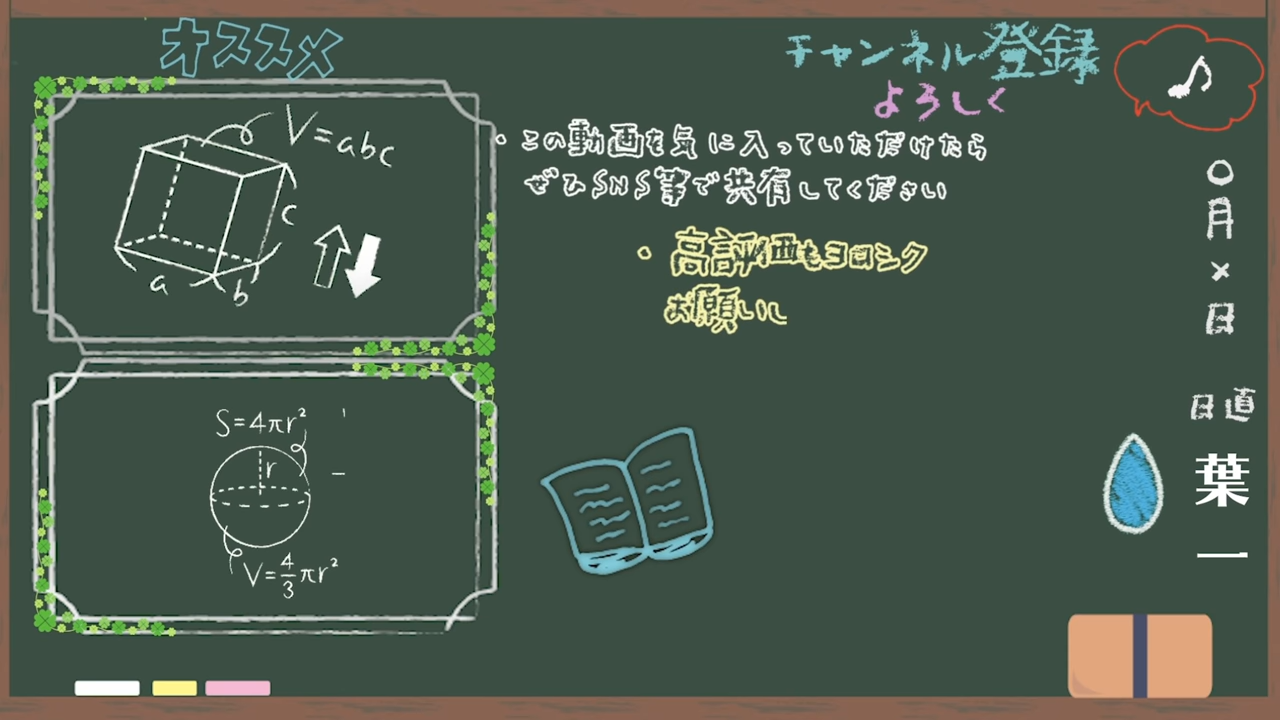 オススメ
V=abc
a
b
c
S=4πr²
r
V=4/3πr²
チャンネル登録
よろしく
・この動画を気に入っていただけたら
ぜひSNS等で共有してください
・高評価もヨロシク
お願いし
〇月×日
日直
葉一